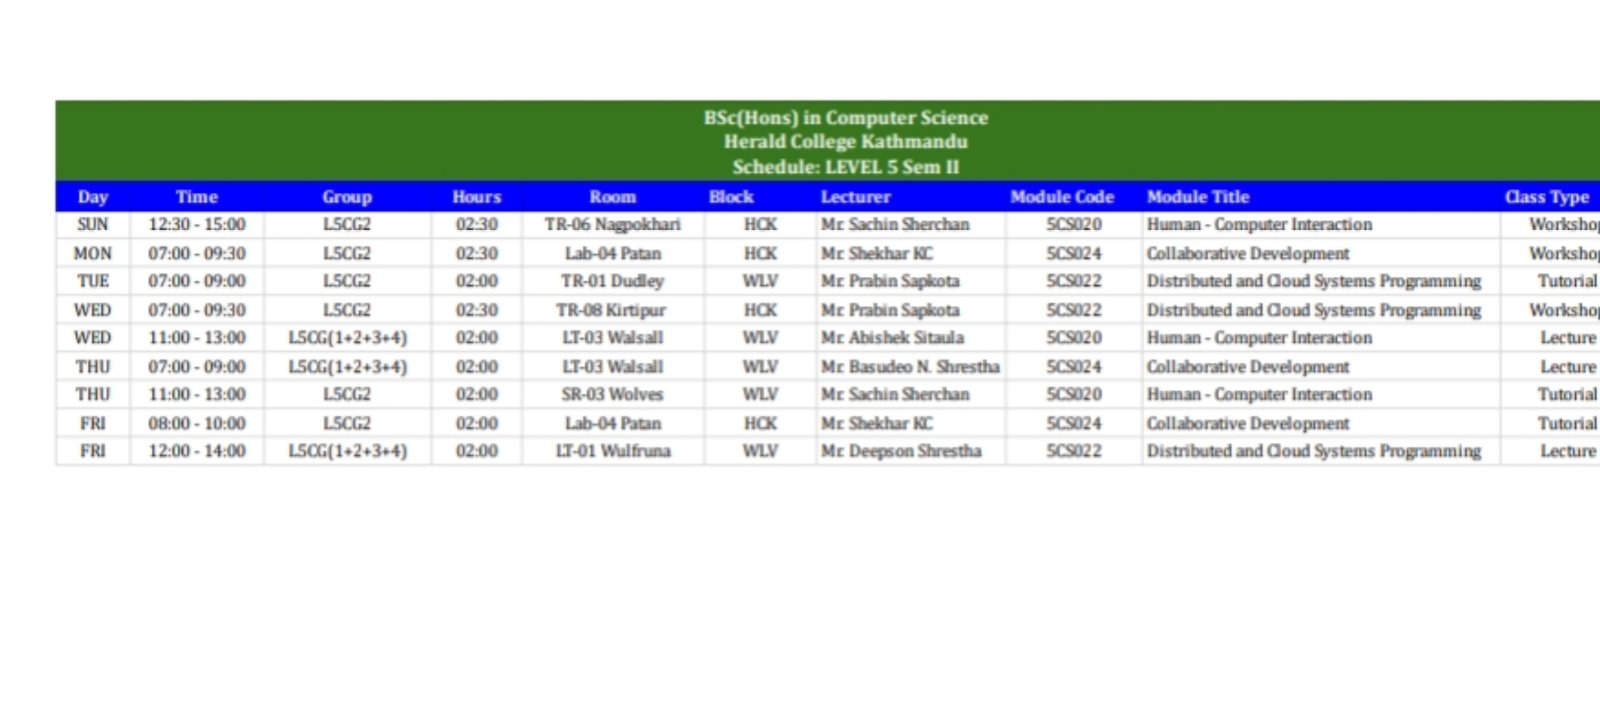 BSc(Hons) in Computer Science
Herald College Kathmandu
Schedule: LEVEL 5 Sem II
Day Time Group Hours Room Block Lecturer Module Code Module Title Class Type
SUN 12:30 - 15:00 L5CG2 02:30 TR-06 Nagpokhari HCK Mr. Sachin Sherchan 5CS020 Human - Computer Interaction Workshop
MON 07:00 - 09:30 L5CG2 02:30 Lab-04 Patan HCK Mr. Shekhar KC 5CS024 Collaborative Development Workshop
TUE 07:00 - 09:00 L5CG2 02:00 TR-01 Dudley WLV Mr. Prabin Sapkota 5CS022 Distributed and Cloud Systems Programming Tutorial
WED 07:00 - 09:30 L5CG2 02:30 TR-08 Kirtipur HCK Mr. Prabin Sapkota 5CS022 Distributed and Cloud Systems Programming Workshop
WED 11:00 - 13:00 L5CG(1+2+3+4) 02:00 LT-03 Walsall WLV Mr. Abishek Sitaula 5CS020 Human - Computer Interaction Lecture
THU 07:00 - 09:00 L5CG(1+2+3+4) 02:00 LT-03 Walsall WLV Mr. Basudeo N. Shrestha 5CS024 Collaborative Development Lecture
THU 11:00 - 13:00 L5CG2 02:00 SR-03 Wolves WLV Mr. Sachin Sherchan 5CS020 Human - Computer Interaction Tutorial
FRI 08:00 - 10:00 L5CG2 02:00 Lab-04 Patan HCK Mr. Shekhar KC 5CS024 Collaborative Development Tutorial
FRI 12:00 - 14:00 L5CG(1+2+3+4) 02:00 LT-01 Wulfruna WLV Mr. Deepson Shrestha 5CS022 Distributed and Cloud Systems Programming Lecture